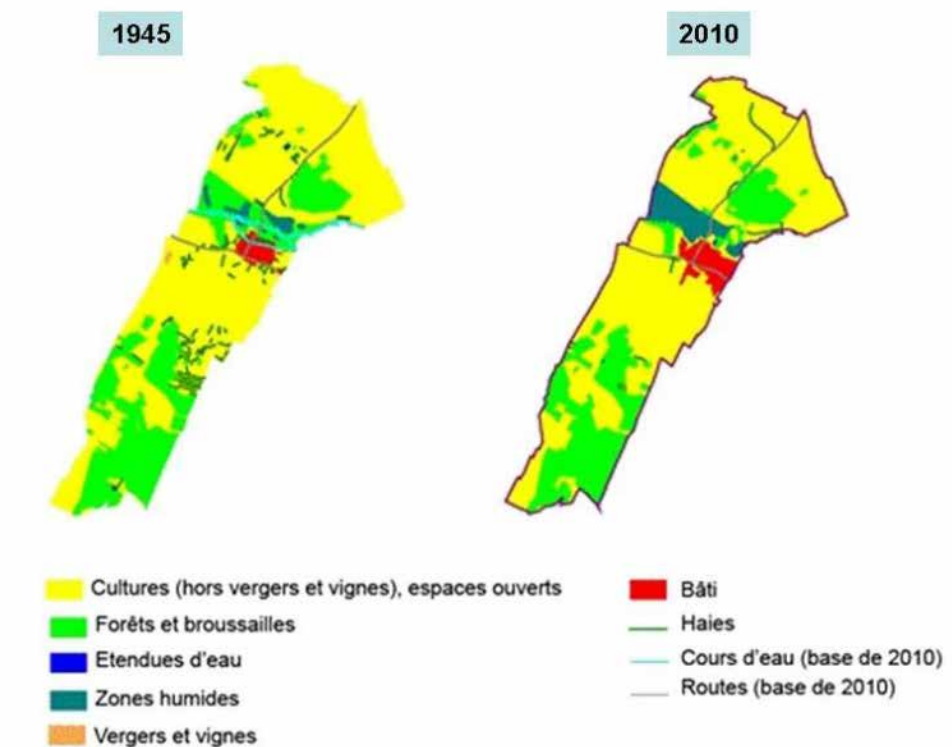 1945
2010
Cultures (hors vergers et vignes), espaces ouverts
Forêts et broussailles
Etendues d'eau
Zones humides
Vergers et vignes
Bâti
Haies
Cours d'eau (base de 2010)
Routes (base de 2010)